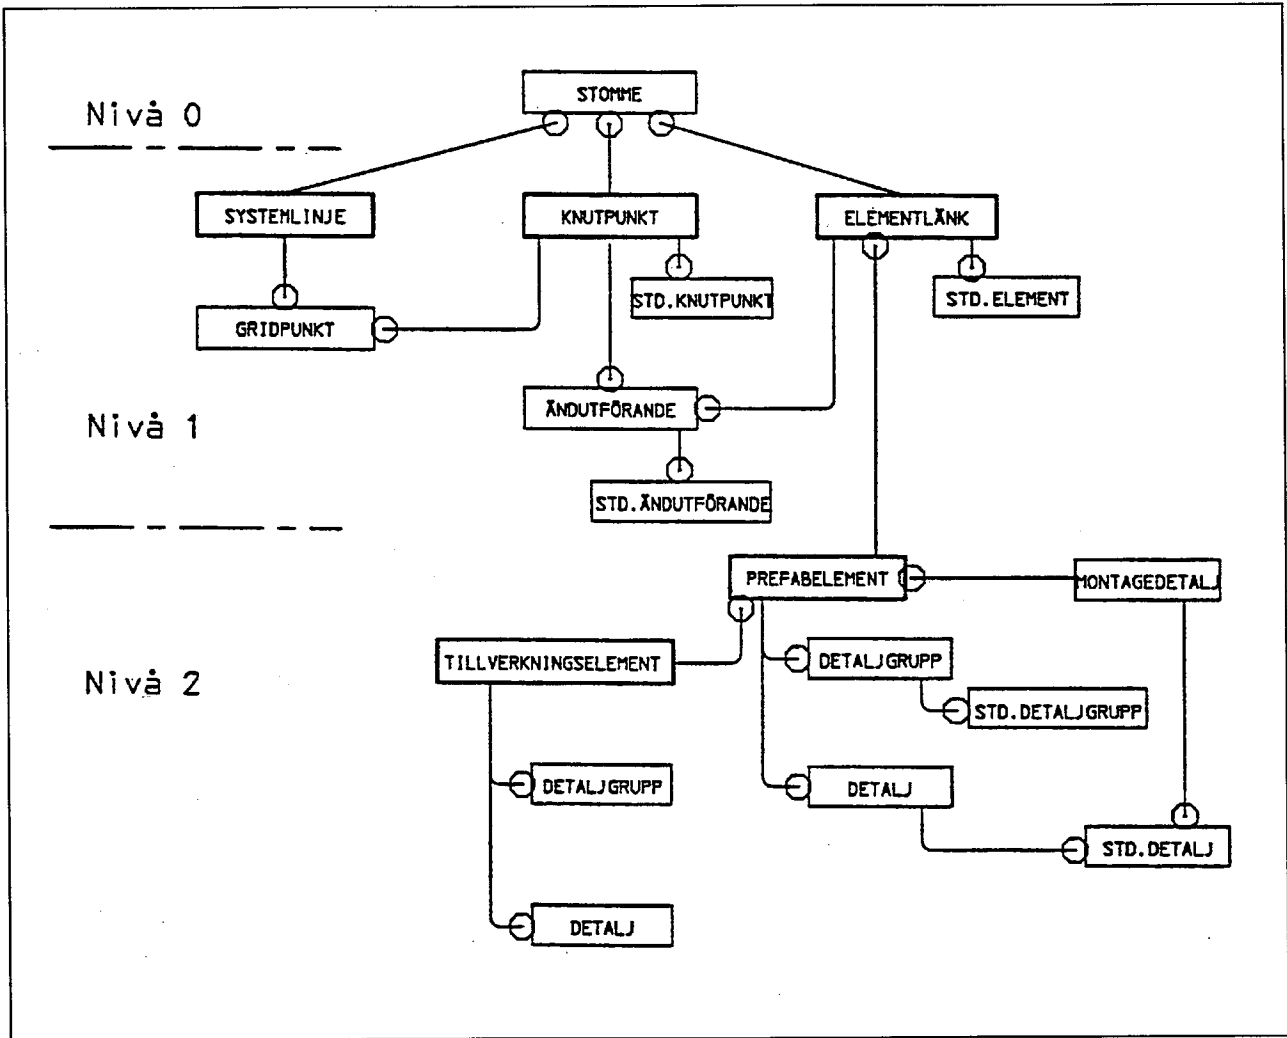 STOMME
Nivå 0
SYSTEMLINJE
KNUTPUNKT
ELEMENTLÄNK
STD.KNUTPUNKT
STD.ELEMENT
GRIDPUNKT
ÄNDUTFÖRANDE
Nivå 1
STD.ÄNDUTFÖRANDE
PREFABELEMENT
MONTAGEDETALJ
TILLVERKNINGSELEMENT
DETALJGRUPP
Nivå 2
STD.DETALJGRUPP
DETALJGRUPP
DETALJ
STD.DETALJ
DETALJ